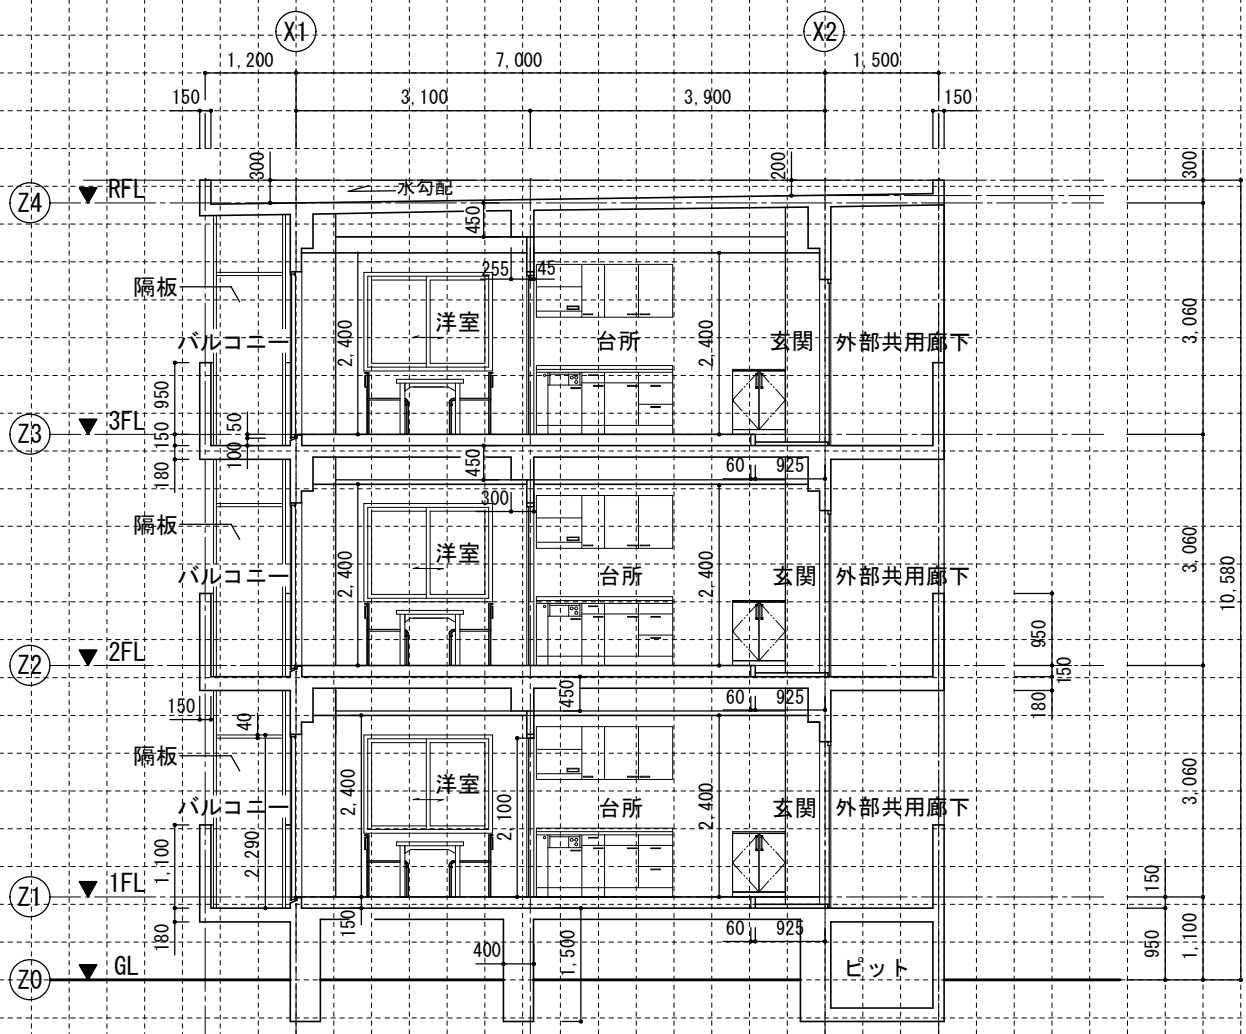 X1 X2
1,200 7,000 1,500
150 3,100 3,900 150
300 水勾配 200 300
Z4 RFL
450
255 45
隔板 洋室 台所 玄関 外部共用廊下
バルコニー
2,400 2,400 3,060
950
Z3 3FL
150 50
100
180 450 60 925
300
隔板 洋室
バルコニー 台所 玄関 外部共用廊下
2,400 2,400 3,060 10,580
950
Z2 2FL
150
180
150 40 450 60 925
隔板 洋室
バルコニー 台所 玄関 外部共用廊下
2,400 2,100 2,400 3,060
1,100 2,290
Z1 1FL
150
180 150 60 925
400 1,500 950 1,100
Z0 GL ピット